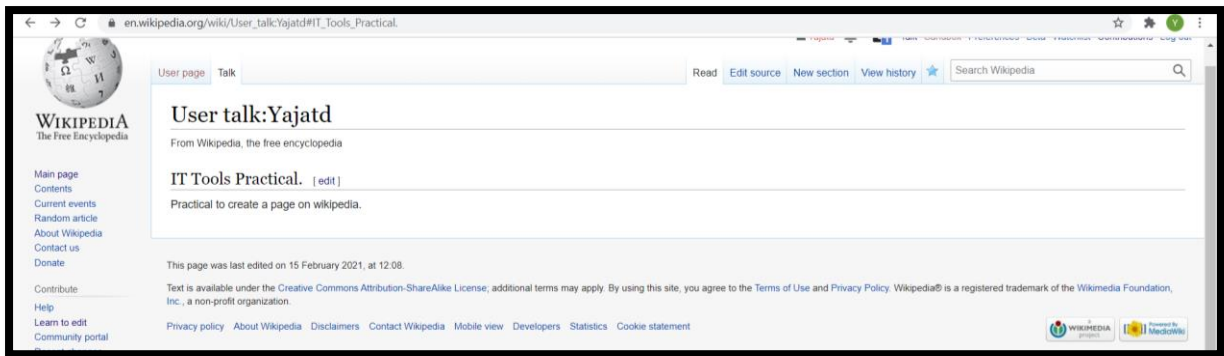 en.wikipedia.org/wiki/User_talk:Yajatd#IT_Tools_Practical.
Y
User page Talk Read Edit source New section View history Search Wikipedia
WIKIPEDIA
The Free Encyclopedia
User talk:Yajatd
From Wikipedia, the free encyclopedia
IT Tools Practical. [ edit ]
Practical to create a page on wikipedia.
Main page
Contents
Current events
Random article
About Wikipedia
Contact us
Donate
Contribute
Help
Learn to edit
Community portal
This page was last edited on 15 February 2021, at 12:08.
Text is available under the Creative Commons Attribution-ShareAlike License; additional terms may apply. By using this site, you agree to the Terms of Use and Privacy Policy. Wikipedia® is a registered trademark of the Wikimedia Foundation,
Inc., a non-profit organization.
Privacy policy About Wikipedia Disclaimers Contact Wikipedia Mobile view Developers Statistics Cookie statement
WIKIMEDIA
project
Powered By
MediaWiki